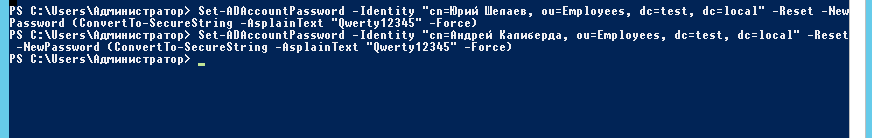 PS C:\Users\Администратор> Set-ADAccountPassword -Identity "cn=Юрий Шелаев, ou=Employees, dc=test, dc=local" -Reset -New
Password (ConvertTo-SecureString -AsplainText "Qwerty12345" -Force)
PS C:\Users\Администратор> Set-ADAccountPassword -Identity "cn=Андрей Калиберда, ou=Employees, dc=test, dc=local" -Reset
-NewPassword (ConvertTo-SecureString -AsplainText "Qwerty12345" -Force)
PS C:\Users\Администратор> _